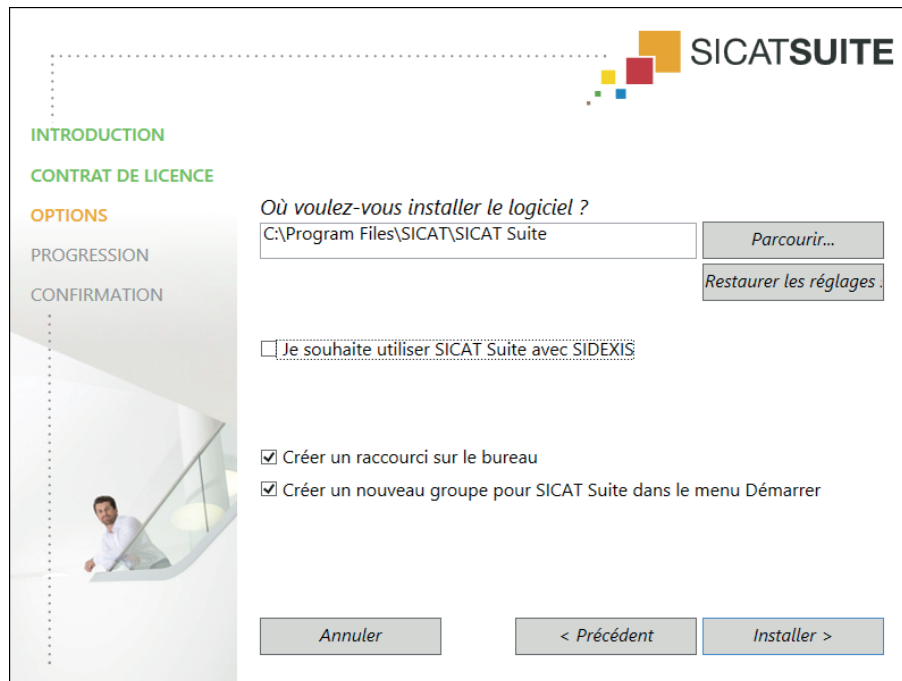 SICATSUITE
INTRODUCTION
CONTRAT DE LICENCE
OPTIONS
PROGRESSION
CONFIRMATION
Où voulez-vous installer le logiciel ?
C:\Program Files\SICAT\SICAT Suite
Parcourir...
Restaurer les réglages .
Je souhaite utiliser SICAT Suite avec SIDEXIS
Créer un raccourci sur le bureau
Créer un nouveau groupe pour SICAT Suite dans le menu Démarrer
Annuler
< Précédent
Installer >